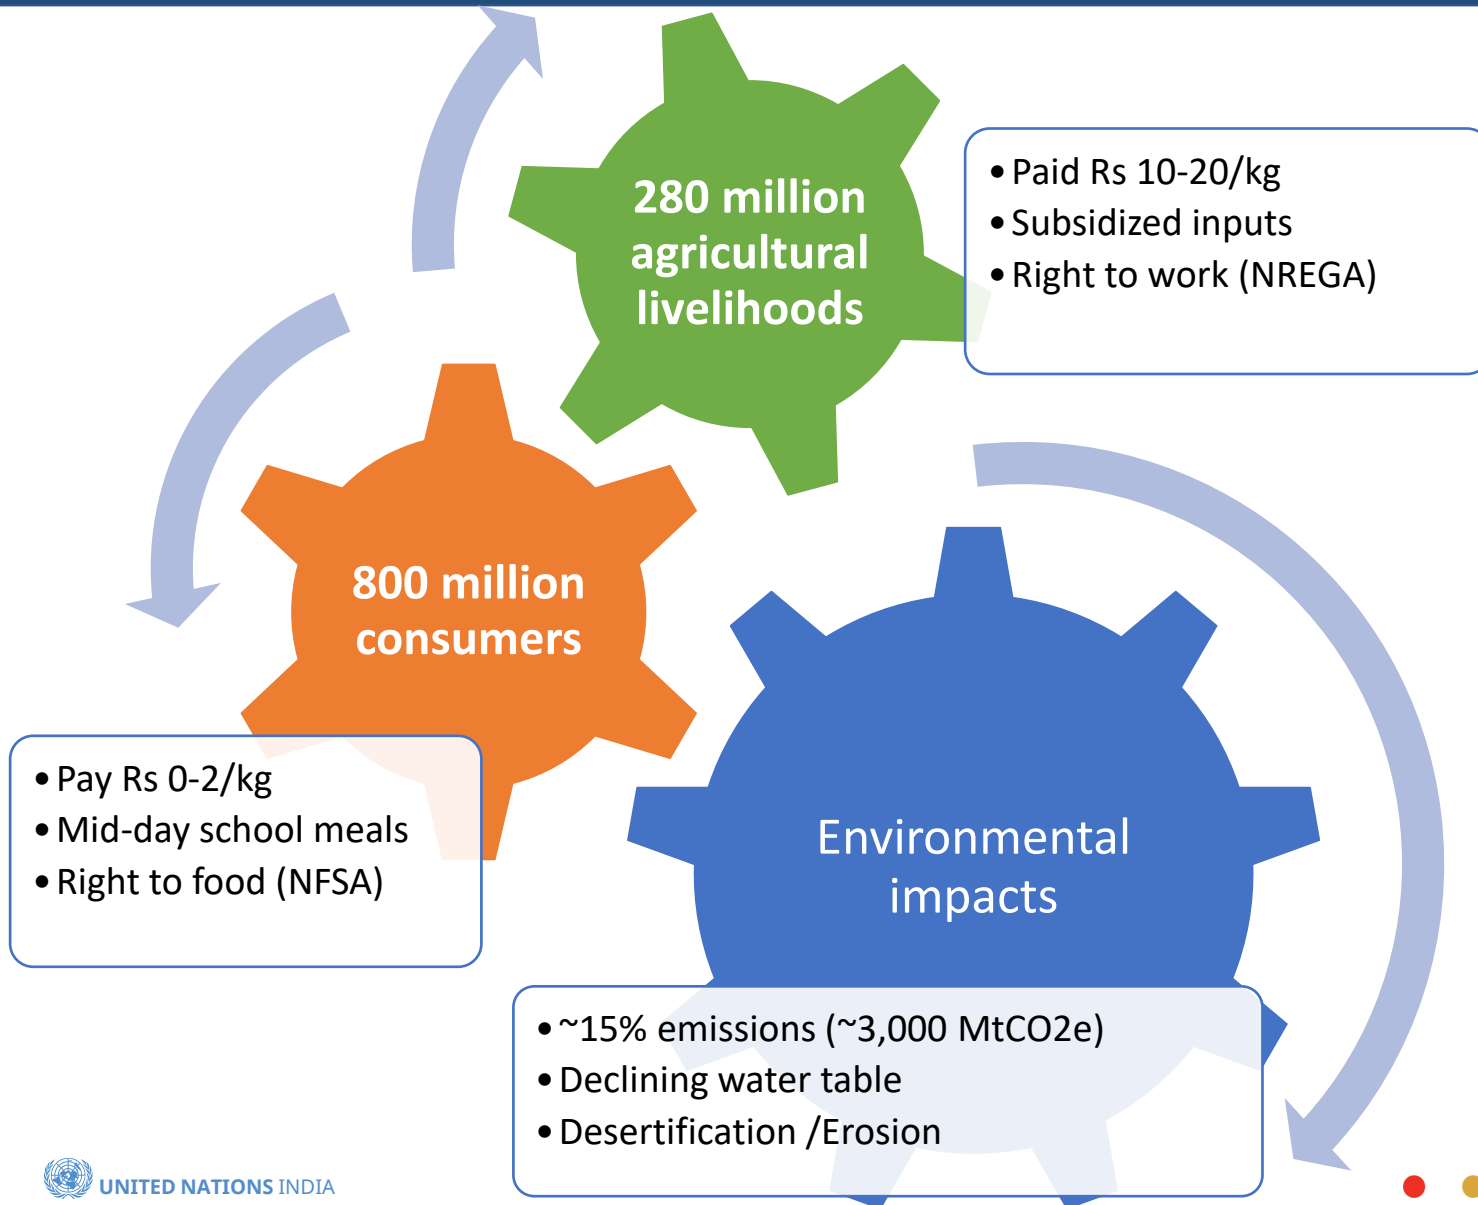 280 million
agricultural
livelihoods
• Paid Rs 10-20/kg
• Subsidized inputs
• Right to work (NREGA)
800 million
consumers
• Pay Rs 0-2/kg
• Mid-day school meals
• Right to food (NFSA)
Environmental
impacts
• ~15% emissions (~3,000 MtCO2e)
• Declining water table
• Desertification /Erosion
UNITED NATIONS INDIA